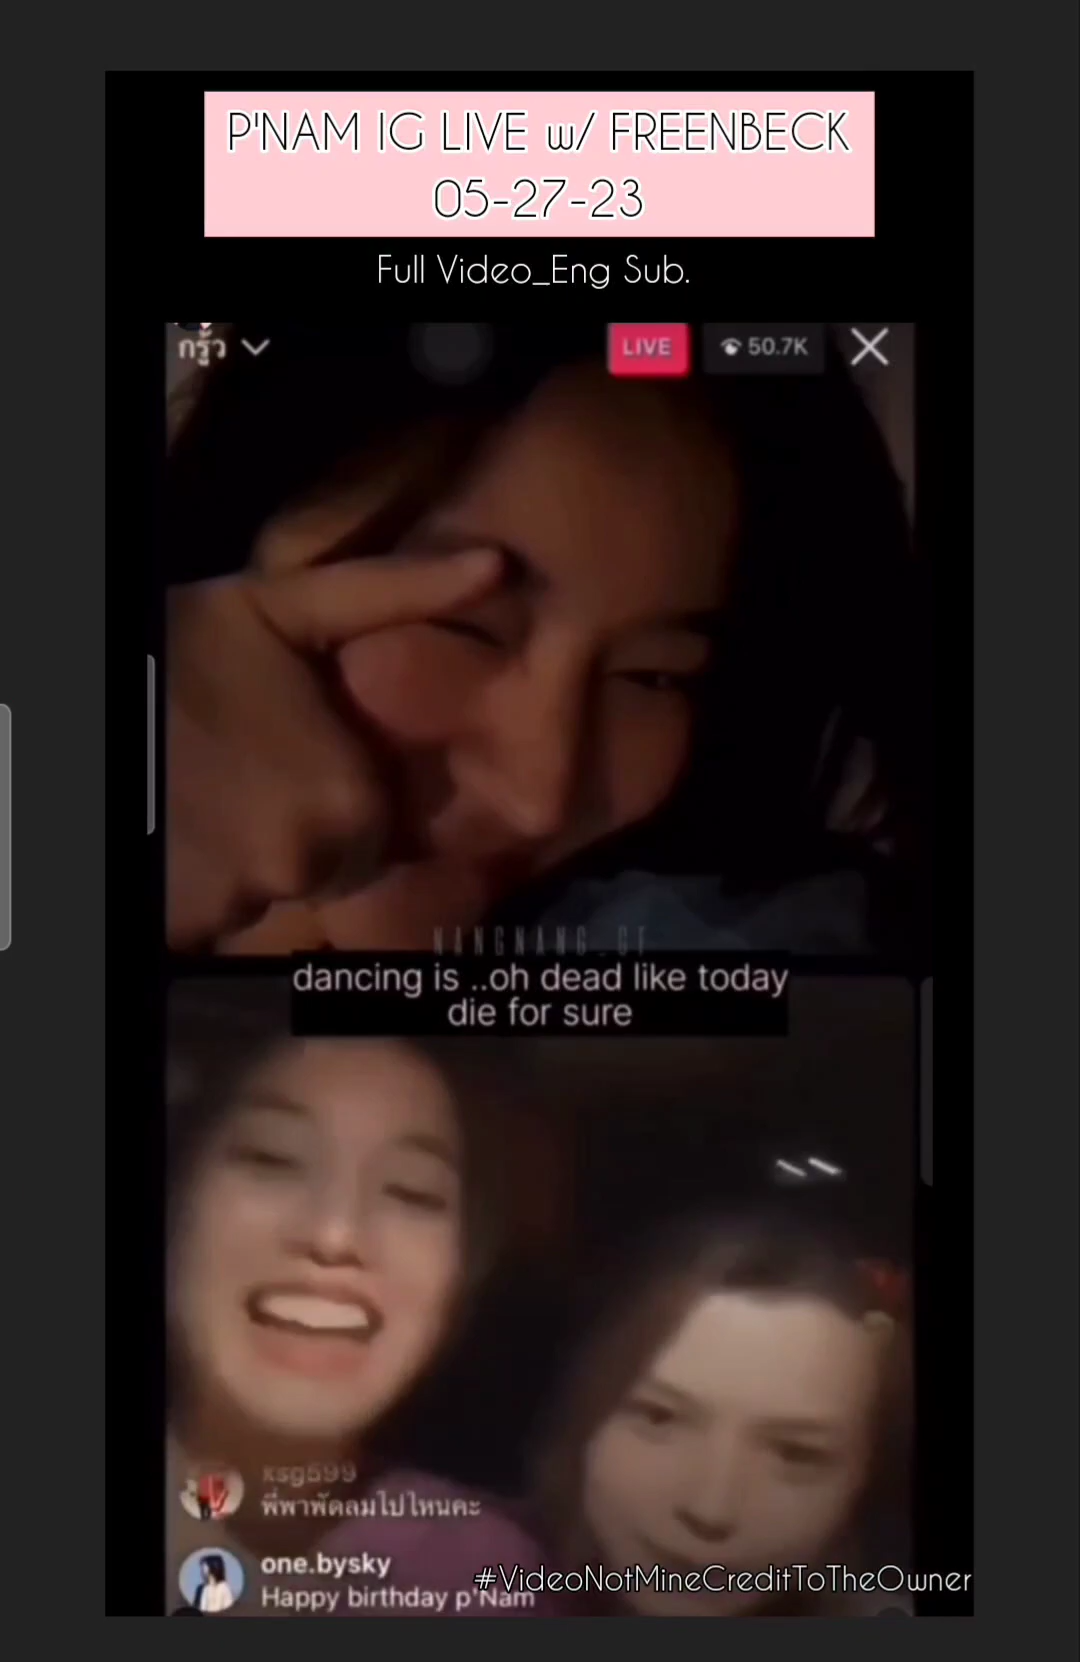 P'NAM IG LIVE w/ FREENBECK
05-27-23
Full Video_Eng Sub.
กรั๊ว
LIVE
50.7K
NANGNANG_GF
dancing is ..oh dead like today
die for sure
xsg599
พี่พาพัดลมไปไหนคะ
one.bysky
Happy birthday p'Nam
#VideoNotMineCreditToTheOwner